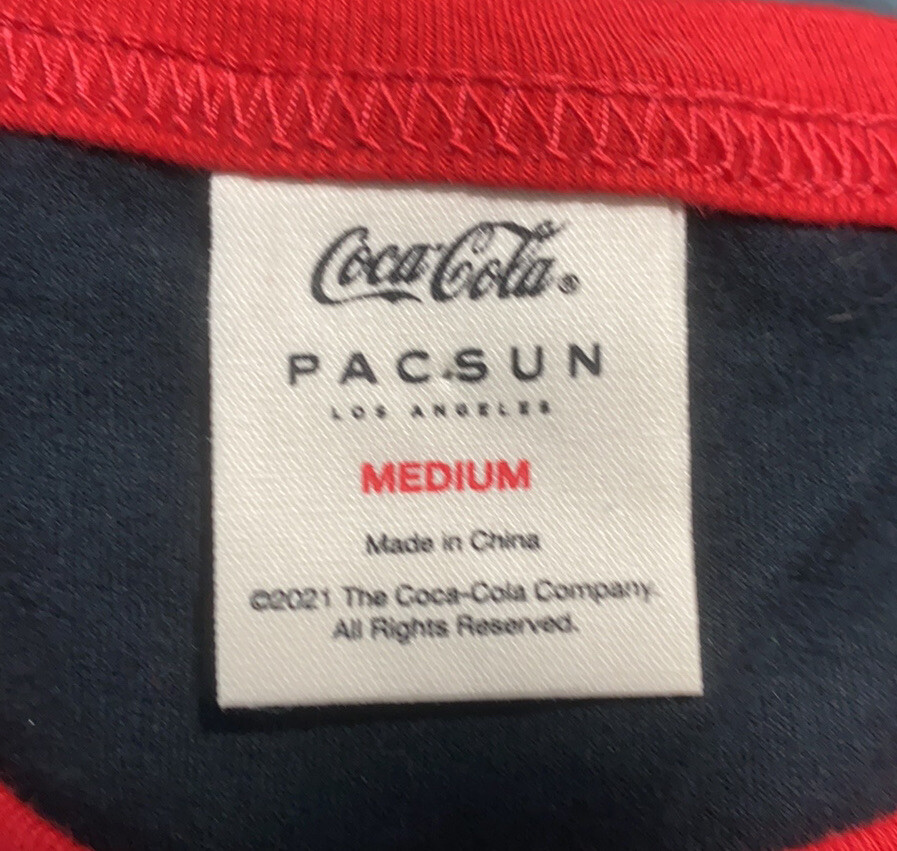 Coca-Cola®
PACSUN
LOS ANGELES
MEDIUM
Made in China
©2021 The Coca-Cola Company.
All Rights Reserved.